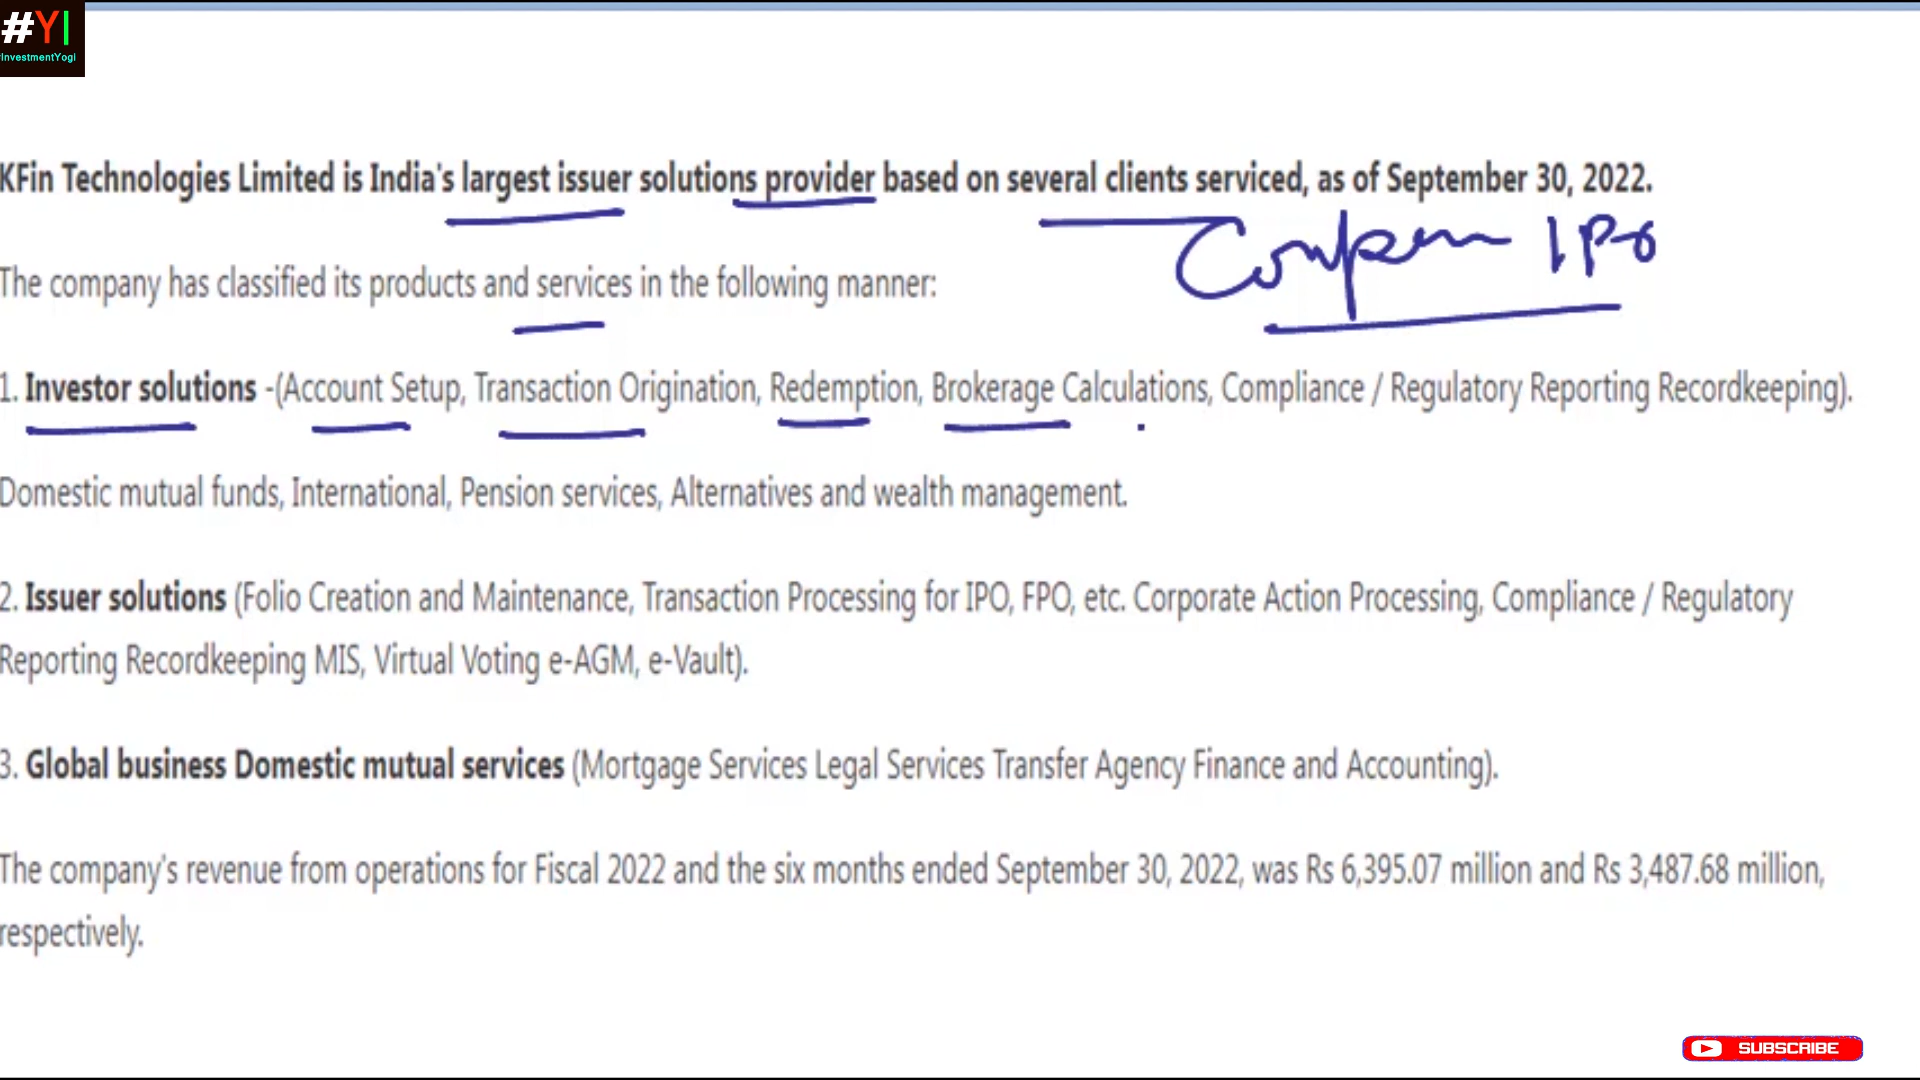 #YI
InvestmentYogi
KFin Technologies Limited is India's largest issuer solutions provider based on several clients serviced, as of September 30, 2022.
IPO
The company has classified its products and services in the following manner:
1. Investor solutions -(Account Setup, Transaction Origination, Redemption, Brokerage Calculations, Compliance / Regulatory Reporting Recordkeeping).
Domestic mutual funds, International, Pension services, Alternatives and wealth management.
2. Issuer solutions (Folio Creation and Maintenance, Transaction Processing for IPO, FPO, etc. Corporate Action Processing, Compliance / Regulatory
Reporting Recordkeeping MIS, Virtual Voting e-AGM, e-Vault).
3. Global business Domestic mutual services (Mortgage Services Legal Services Transfer Agency Finance and Accounting).
The company's revenue from operations for Fiscal 2022 and the six months ended September 30, 2022, was Rs 6,395.07 million and Rs 3,487.68 million,
respectively.
SUBSCRIBE